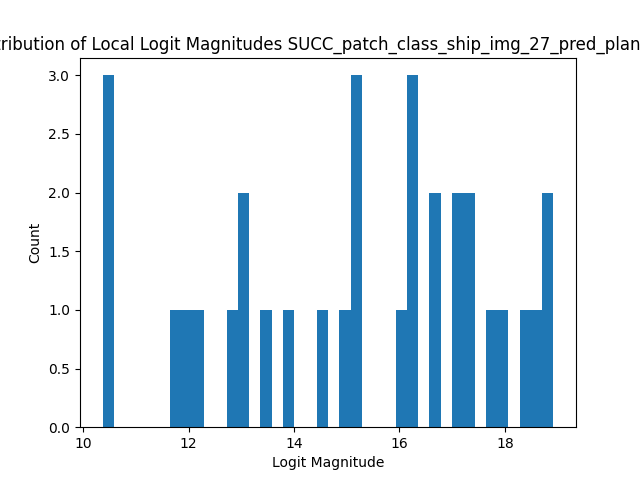 tribution of Local Logit Magnitudes SUCC_patch_class_ship_img_27_pred_plan
3.0
2.5
2.0
1.5
1.0
0.5
0.0
Count
10 12 14 16 18
Logit Magnitude